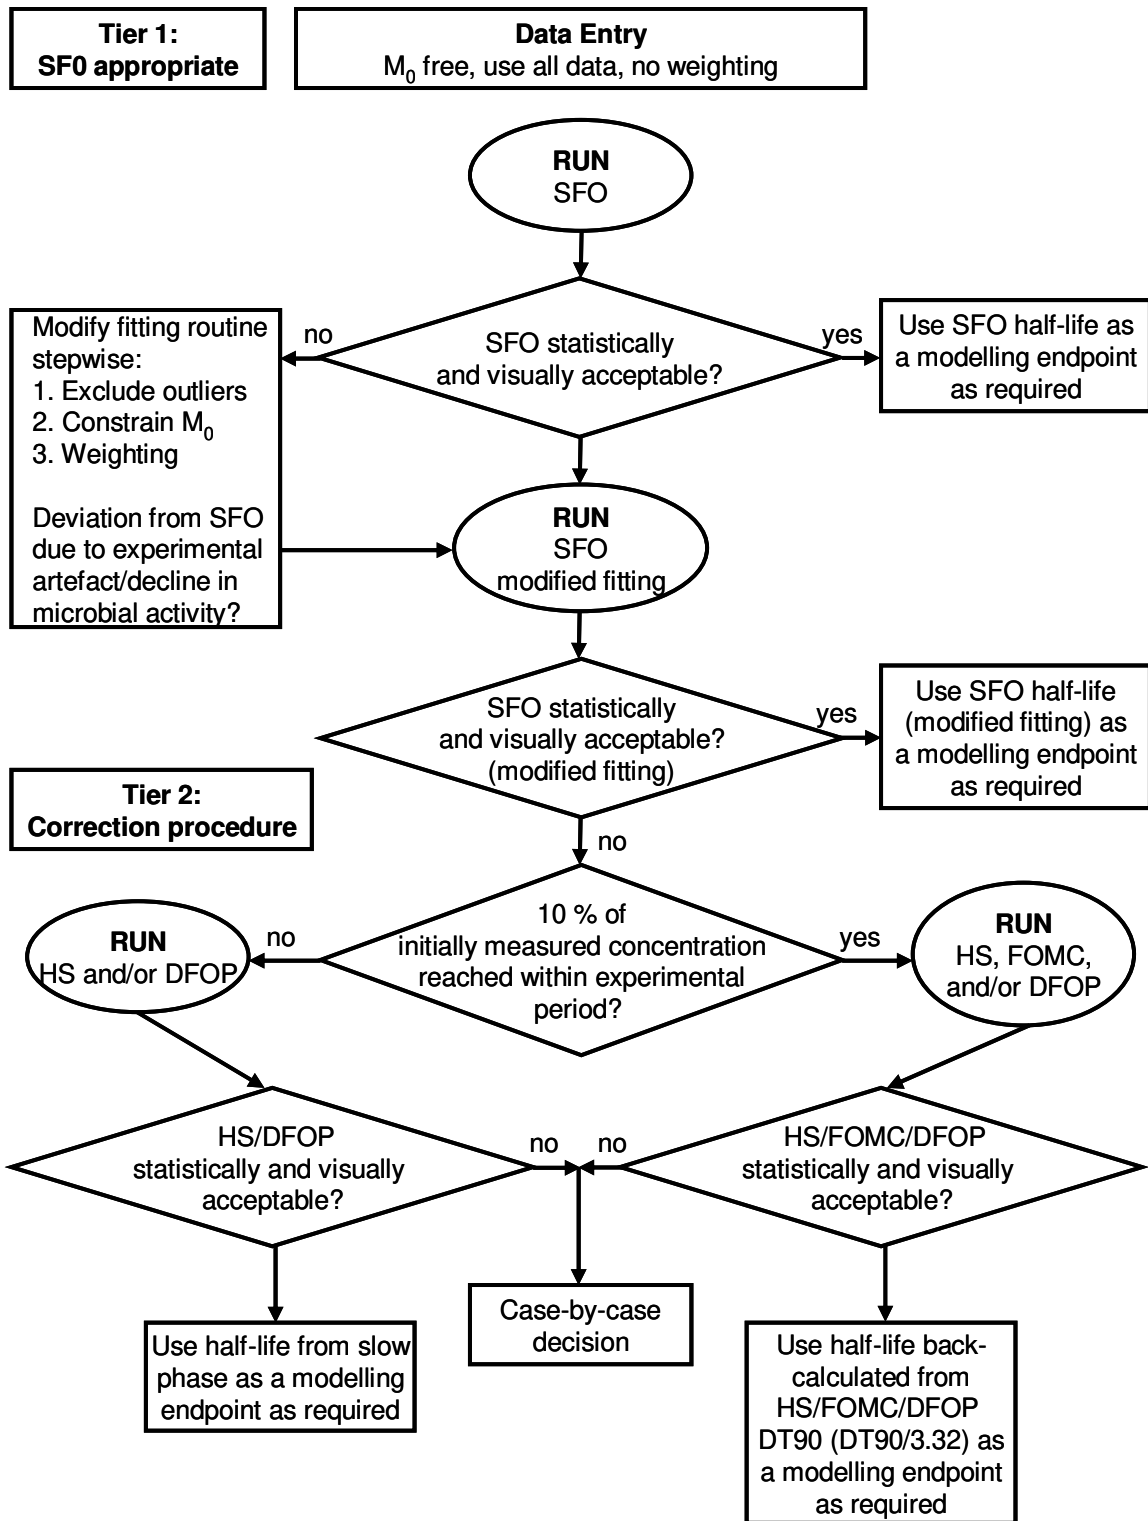 Tier 1:
SF0 appropriate
Data Entry
M0 free, use all data, no weighting
RUN
SFO
SFO statistically
and visually acceptable?
no
yes
Use SFO half-life as
a modelling endpoint
as required
Modify fitting routine
stepwise:
1. Exclude outliers
2. Constrain M0
3. Weighting
Deviation from SFO
due to experimental
artefact/decline in
microbial activity?
RUN
SFO
modified fitting
SFO statistically
and visually acceptable?
(modified fitting)
yes
Use SFO half-life
(modified fitting) as
a modelling endpoint
as required
Tier 2:
Correction procedure
no
10 % of
initially measured concentration
reached within experimental
period?
no
yes
RUN
HS and/or DFOP
RUN
HS, FOMC,
and/or DFOP
HS/DFOP
statistically and visually
acceptable?
no
no
HS/FOMC/DFOP
statistically and visually
acceptable?
Use half-life from slow
phase as a modelling
endpoint as required
Case-by-case
decision
Use half-life back-
calculated from
HS/FOMC/DFOP
DT90 (DT90/3.32) as
a modelling endpoint
as required